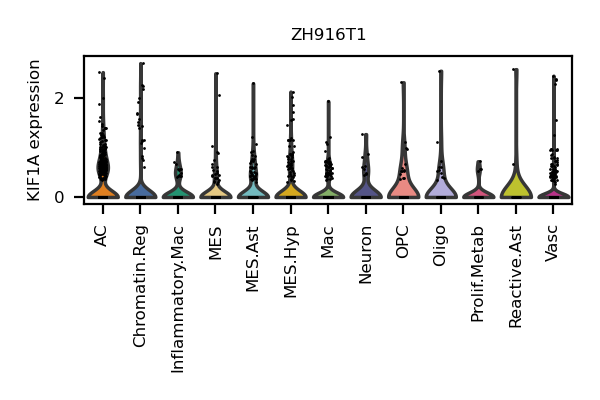 ZH916T1
KIF1A expression
2
0
AC
Chromatin.Reg
Inflammatory.Mac
MES
MES.Ast
MES.Hyp
Mac
Neuron
OPC
Oligo
Prolif.Metab
Reactive.Ast
Vasc